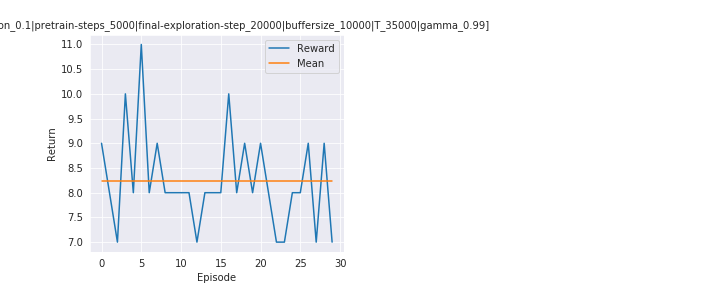 on_0.1|pretrain-steps_5000|final-exploration-step_20000|buffersize_10000|T_35000|gamma_0.99]
11.0
10.5
10.0
9.5
9.0
8.5
8.0
7.5
7.0
Return
Reward
Mean
0 5 10 15 20 25 30
Episode